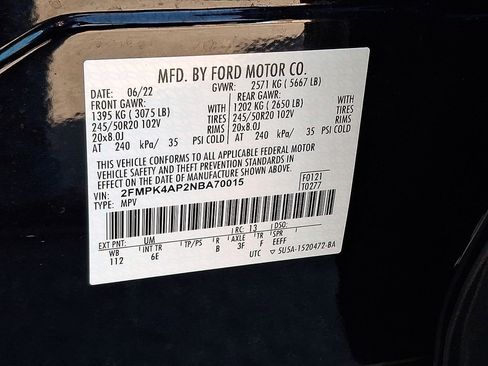 MFD. BY FORD MOTOR CO.
DATE: 06/22 GVWR: 2571 KG ( 5667 LB)
FRONT GAWR: REAR GAWR:
1395 KG ( 3075 LB) WITH 1202 KG ( 2650 LB) WITH
245/50R20 102V TIRES 245/50R20 102V TIRES
20x8.0J RIMS 20x8.0J RIMS
AT 240 kPa/ 35 PSI COLD AT 240 kPa/ 35 PSI COLD
THIS VEHICLE CONFORMS TO ALL APPLICABLE FEDERAL MOTOR
VEHICLE SAFETY AND THEFT PREVENTION STANDARDS IN EFFECT ON
THE DATE OF MANUFACTURE SHOWN ABOVE.
VIN: 2FMPK4AP2NBA70015 F0121
TYPE: MPV T0277
EXT PNT: UM RC: 13 DSO:
WB INT TR TP/PS R AXLE TR S
112 6E B 3F F EEFF
UTC ▽ 5U5A-1520472-BA